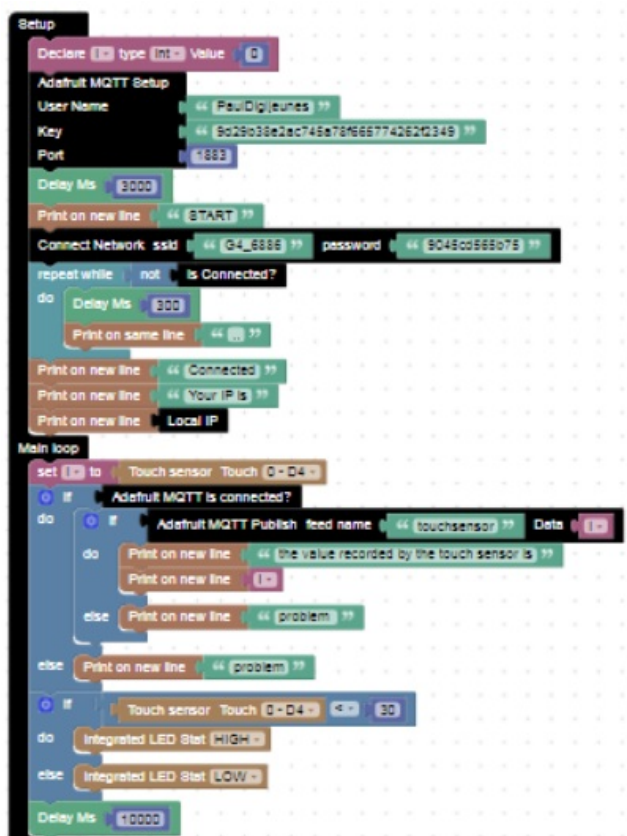 Setup
Declare i type int Value 0
Adafruit MQTT Setup
User Name “ PaulDigijeunes ”
Key
Port 1883
Delay Ms 3000
Print on new line “ START ”
Connect Network ssid “ G4_6886 ” password “ 9045cd565b75 ”
repeat while not Is Connected?
do Delay Ms 300
Print on same line “ .. ”
Print on new line “ Connected ”
Print on new line “ Your IP is ”
Print on new line Local IP
Main loop
set i to Touch sensor Touch 0 - D4
if Adafruit MQTT is connected?
do if Adafruit MQTT Publish feed name “ touchsensor ” Data i
do Print on new line “ the value recorded by the touch sensor is ”
Print on new line i
else Print on new line “ problem ”
else Print on new line “ problem ”
if Touch sensor Touch 0 - D4 < 30
do Integrated LED Stat HIGH
else Integrated LED Stat LOW
Delay Ms 10000